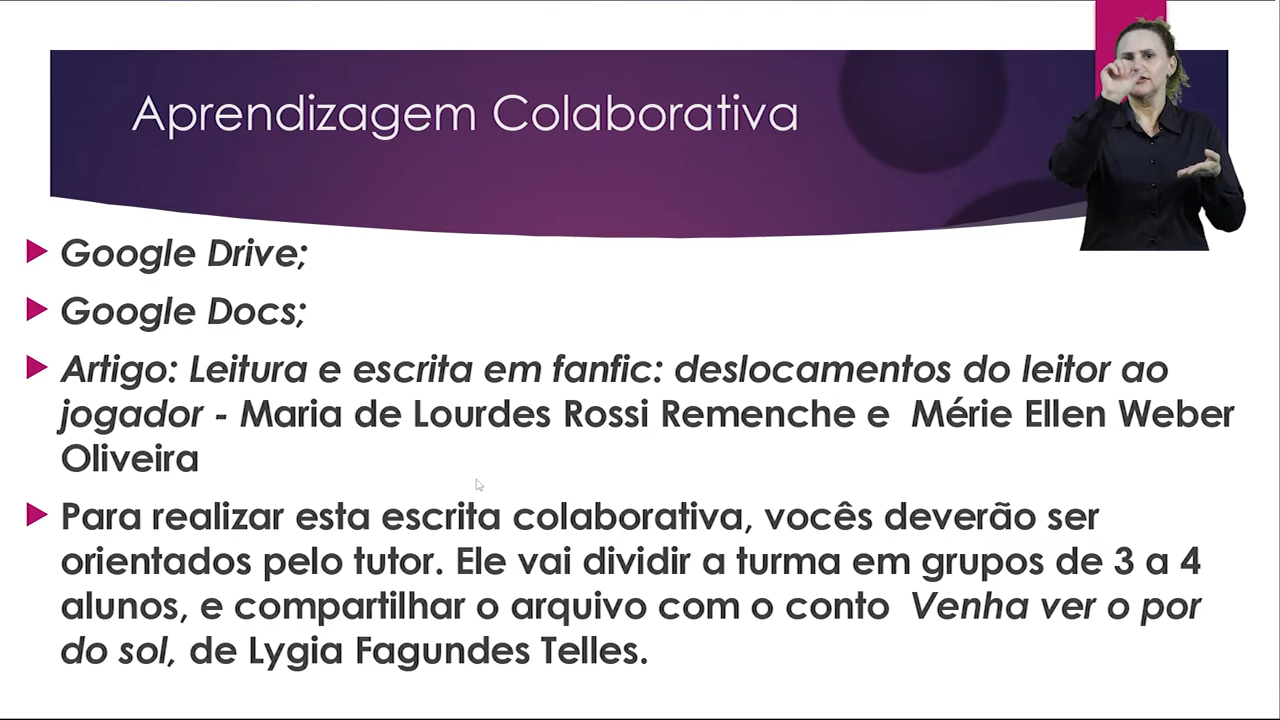 Aprendizagem Colaborativa
Google Drive;
Google Docs;
Artigo: Leitura e escrita em fanfic: deslocamentos do leitor ao
jogador - Maria de Lourdes Rossi Remenche e Mérie Ellen Weber
Oliveira
Para realizar esta escrita colaborativa, vocês deverão ser
orientados pelo tutor. Ele vai dividir a turma em grupos de 3 a 4
alunos, e compartilhar o arquivo com o conto Venha ver o por
do sol, de Lygia Fagundes Telles.